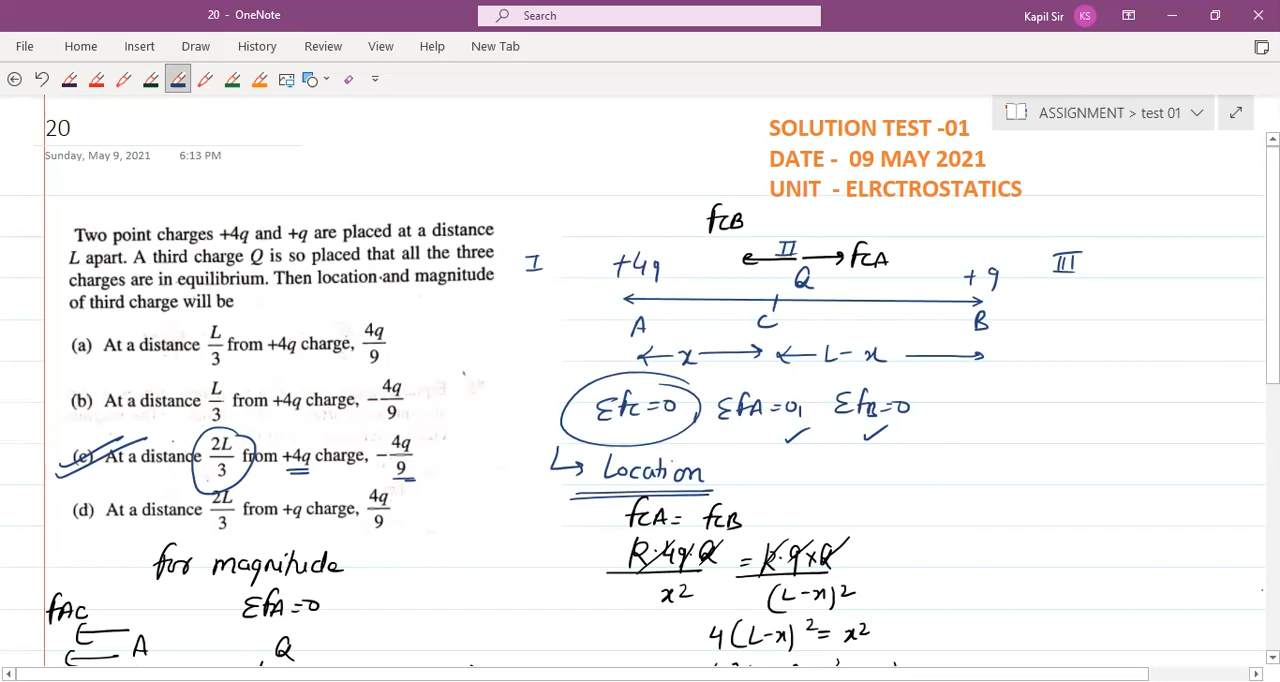 20 - OneNote
Search
Kapil Sir KS
File Home Insert Draw History Review View Help New Tab
ASSIGNMENT > test 01
20
Sunday, May 9, 2021 6:13 PM
SOLUTION TEST -01
DATE - 09 MAY 2021
UNIT - ELRCTROSTATICS
Two point charges +4q and +q are placed at a distance
L apart. A third charge Q is so placed that all the three
charges are in equilibrium. Then location and magnitude
of third charge will be
(a) At a distance L/3 from +4q charge, 4q/9
(b) At a distance L/3 from +4q charge, -4q/9
(c) At a distance 2L/3 from +4q charge, -4q/9
(d) At a distance 2L/3 from +q charge, 4q/9
for magnitude
fAC ΣfA=0
A Q
fCB
I +4q II fCA +q III
Q
A C B
x L-x
Σfc=0, ΣfA=0, ΣfB=0
↳ Location
fCA = fCB
K·4q·Q/x2 = K·q×Q/(L-x)2
4(L-x)2 = x2